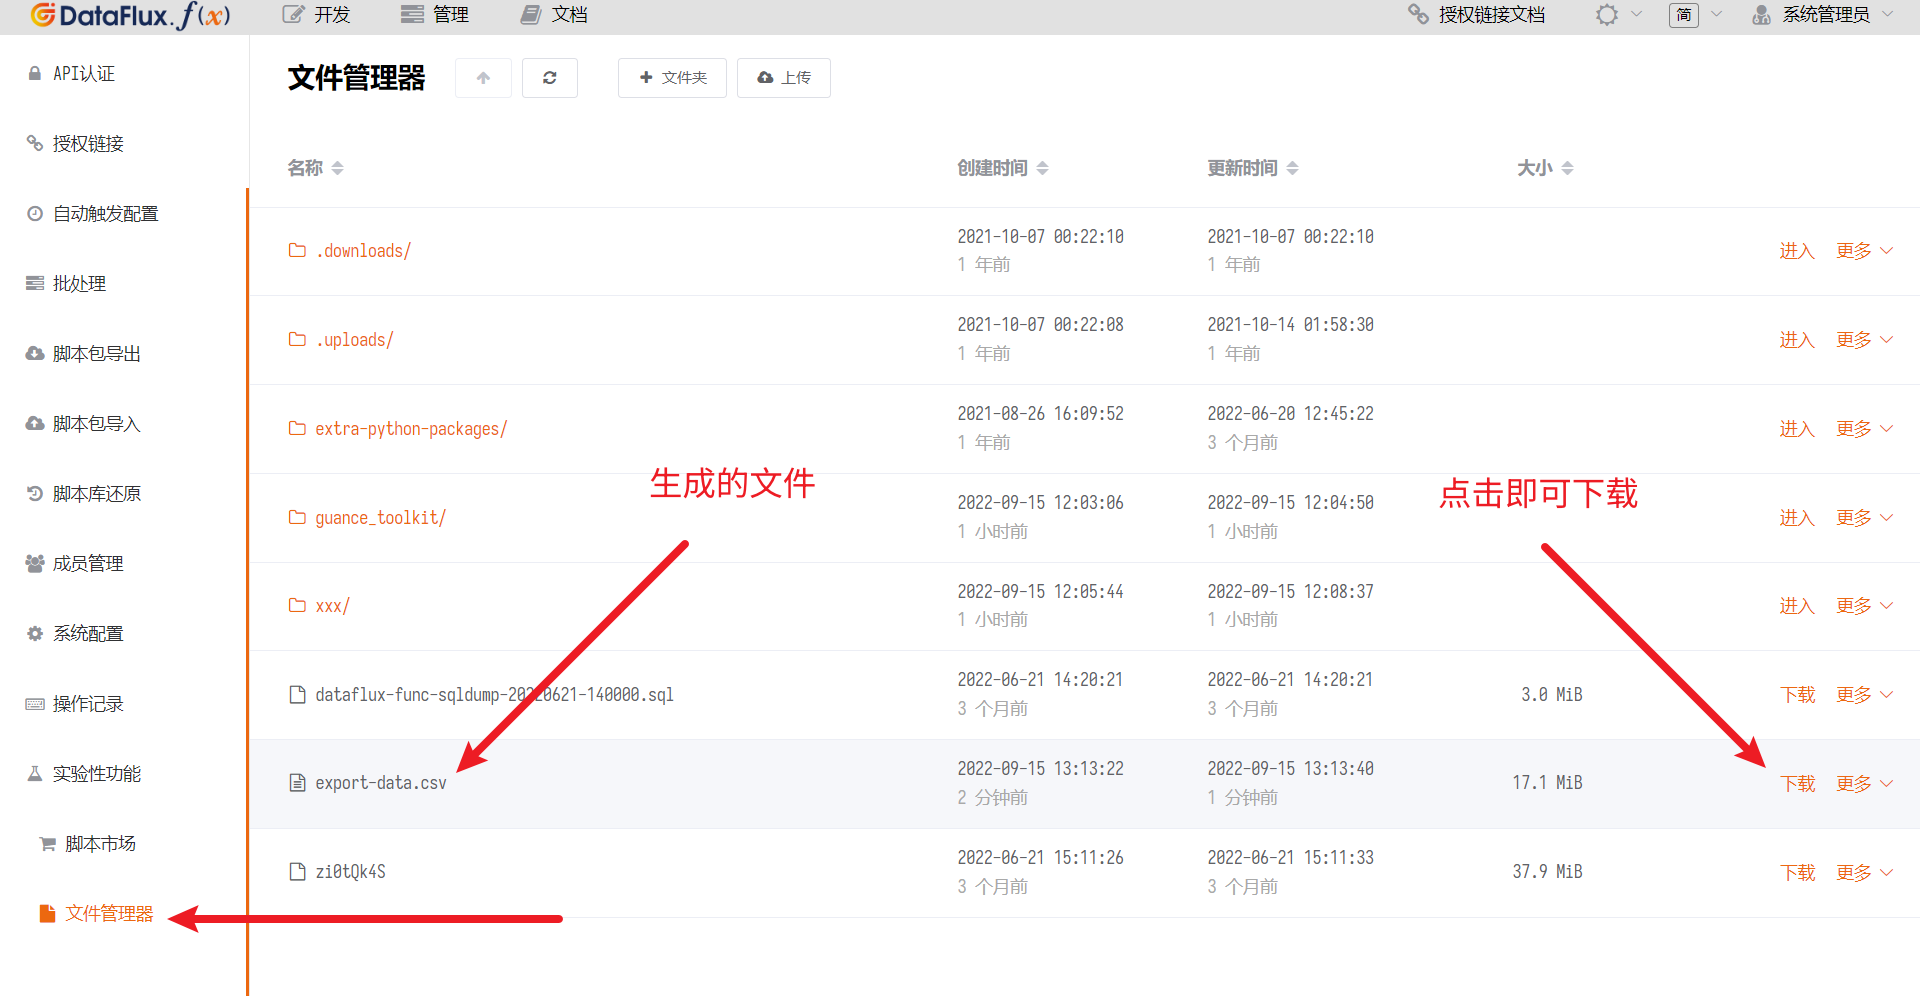 DataFlux.f(x) 开发 管理 文档 授权链接文档 简 系统管理员
API认证
授权链接
自动触发配置
批处理
脚本包导出
脚本包导入
脚本库还原
成员管理
系统配置
操作记录
实验性功能
脚本市场
文件管理器
文件管理器 文件夹 上传
名称 创建时间 更新时间 大小
.downloads/ 2021-10-07 00:22:10 2021-10-07 00:22:10 进入 更多
1 年前 1 年前
.uploads/ 2021-10-07 00:22:08 2021-10-14 01:58:30 进入 更多
1 年前 1 年前
extra-python-packages/ 2021-08-26 16:09:52 2022-06-20 12:45:22 进入 更多
1 年前 3 个月前
生成的文件 点击即可下载
guance_toolkit/ 2022-09-15 12:03:06 2022-09-15 12:04:50 进入 更多
1 小时前 1 小时前
xxx/ 2022-09-15 12:05:44 2022-09-15 12:08:37 进入 更多
1 小时前 1 小时前
dataflux-func-sqldump-20220621-140000.sql 2022-06-21 14:20:21 2022-06-21 14:20:21 3.0 MiB 下载 更多
3 个月前 3 个月前
export-data.csv 2022-09-15 13:13:22 2022-09-15 13:13:40 17.1 MiB 下载 更多
2 分钟前 1 分钟前
zi0tQk4S 2022-06-21 15:11:26 2022-06-21 15:11:33 37.9 MiB 下载 更多
3 个月前 3 个月前